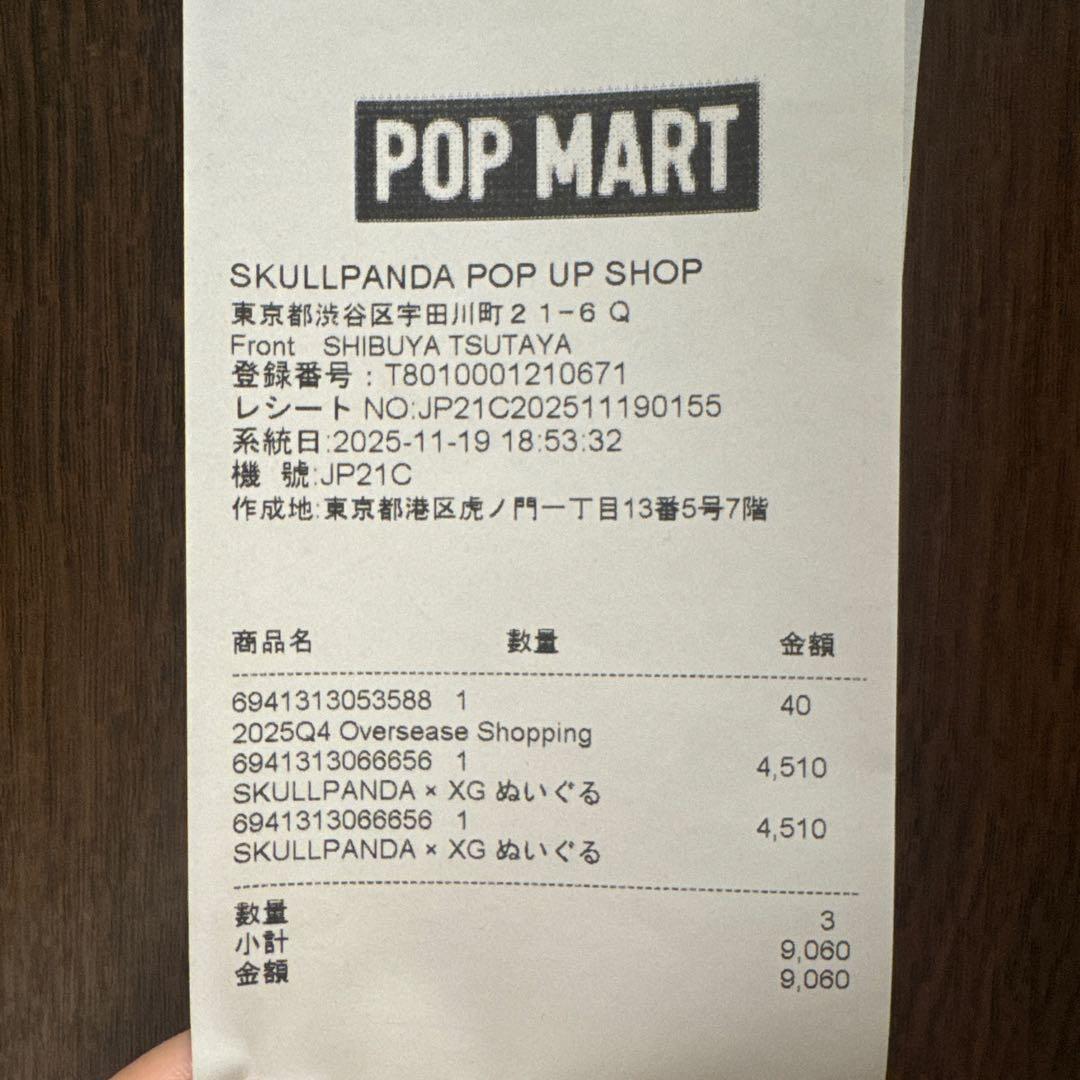 POP MART
SKULLPANDA POP UP SHOP
東京都渋谷区宇田川町２１−６ Ｑ
Front　SHIBUYA TSUTAYA
登録番号：T8010001210671
レシート NO:JP21C202511190155
系統日:2025-11-19 18:53:32
機 號:JP21C
作成地:東京都港区虎ノ門一丁目13番5号7階
商品名 數量 金額
6941313053588 1 40
2025Q4 Oversease Shopping
6941313066656 1 4,510
SKULLPANDA × XG ぬいぐる
6941313066656 1 4,510
SKULLPANDA × XG ぬいぐる
數量 3
小計 9,060
金額 9,060